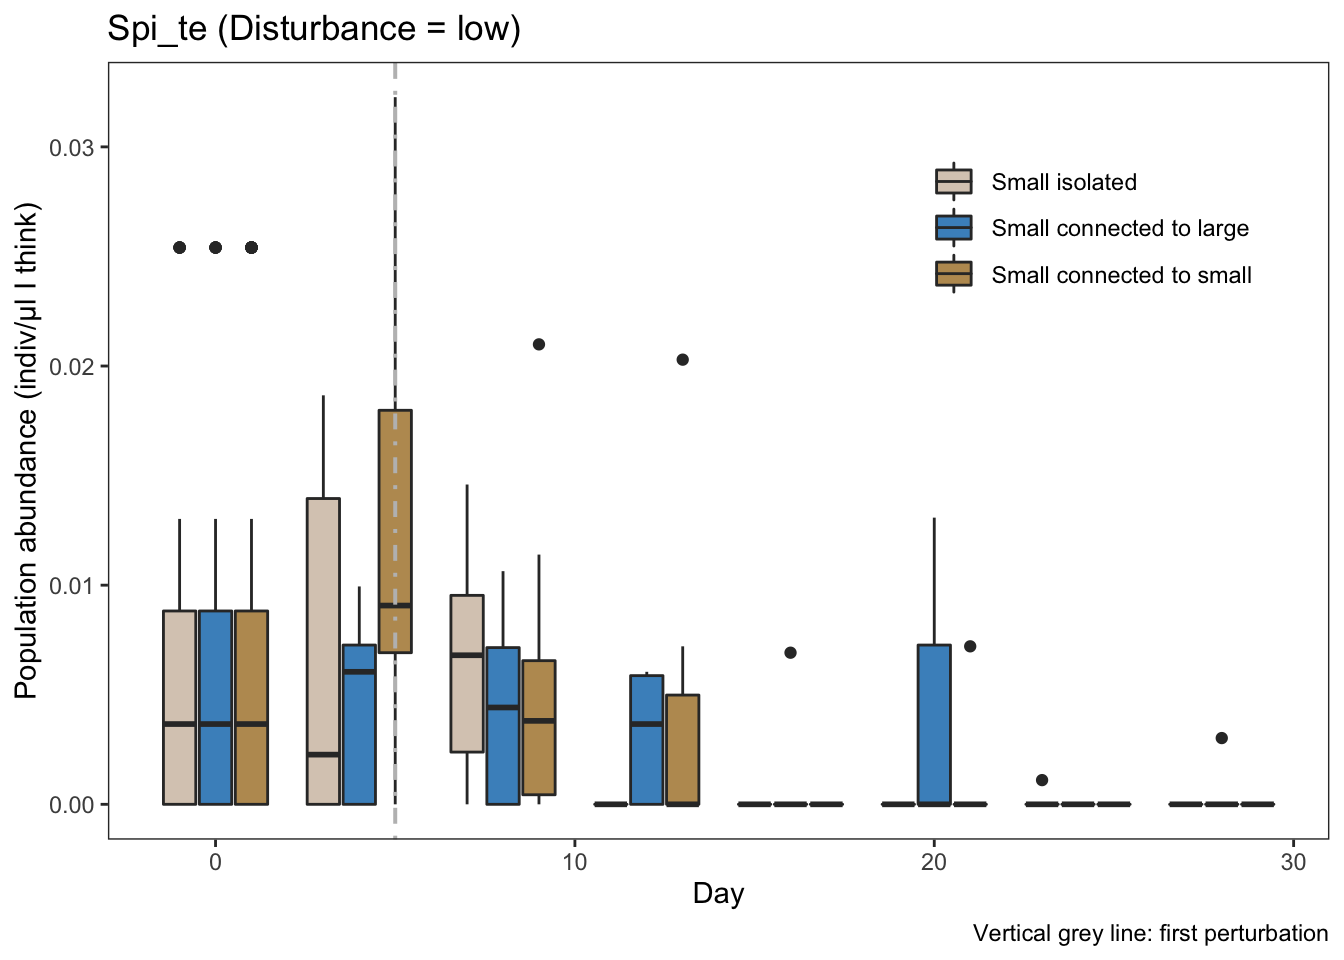 Spi_te (Disturbance = low)
Population abundance (indiv/µl I think)
0.03
0.02
0.01
0.00
Small isolated
Small connected to large
Small connected to small
0
10
20
30
Day
Vertical grey line: first perturbation